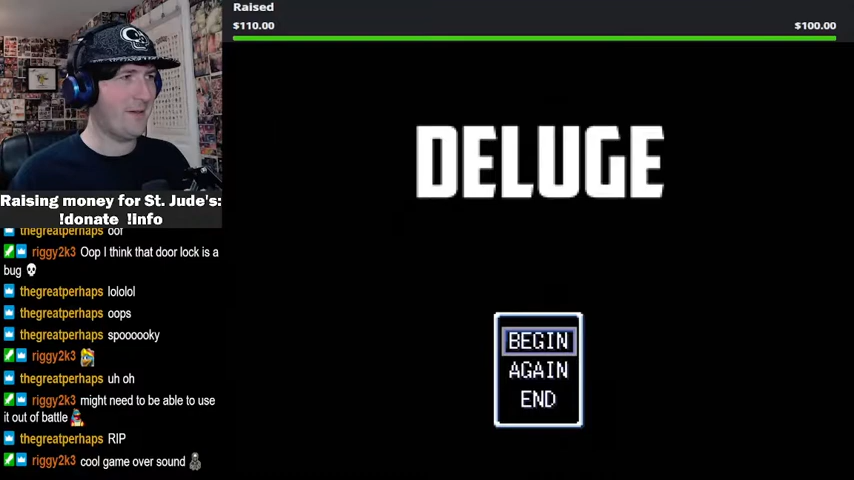 Raised
$110.00 $100.00
DELUGE
BEGIN
AGAIN
END
Raising money for St. Jude's:
!donate !Info
thegreatperhaps oof
riggy2k3 Oop I think that door lock is a
bug
thegreatperhaps lololol
thegreatperhaps oops
thegreatperhaps spoooooky
riggy2k3
thegreatperhaps uh oh
riggy2k3 might need to be able to use
it out of battle
thegreatperhaps RIP
riggy2k3 cool game over sound